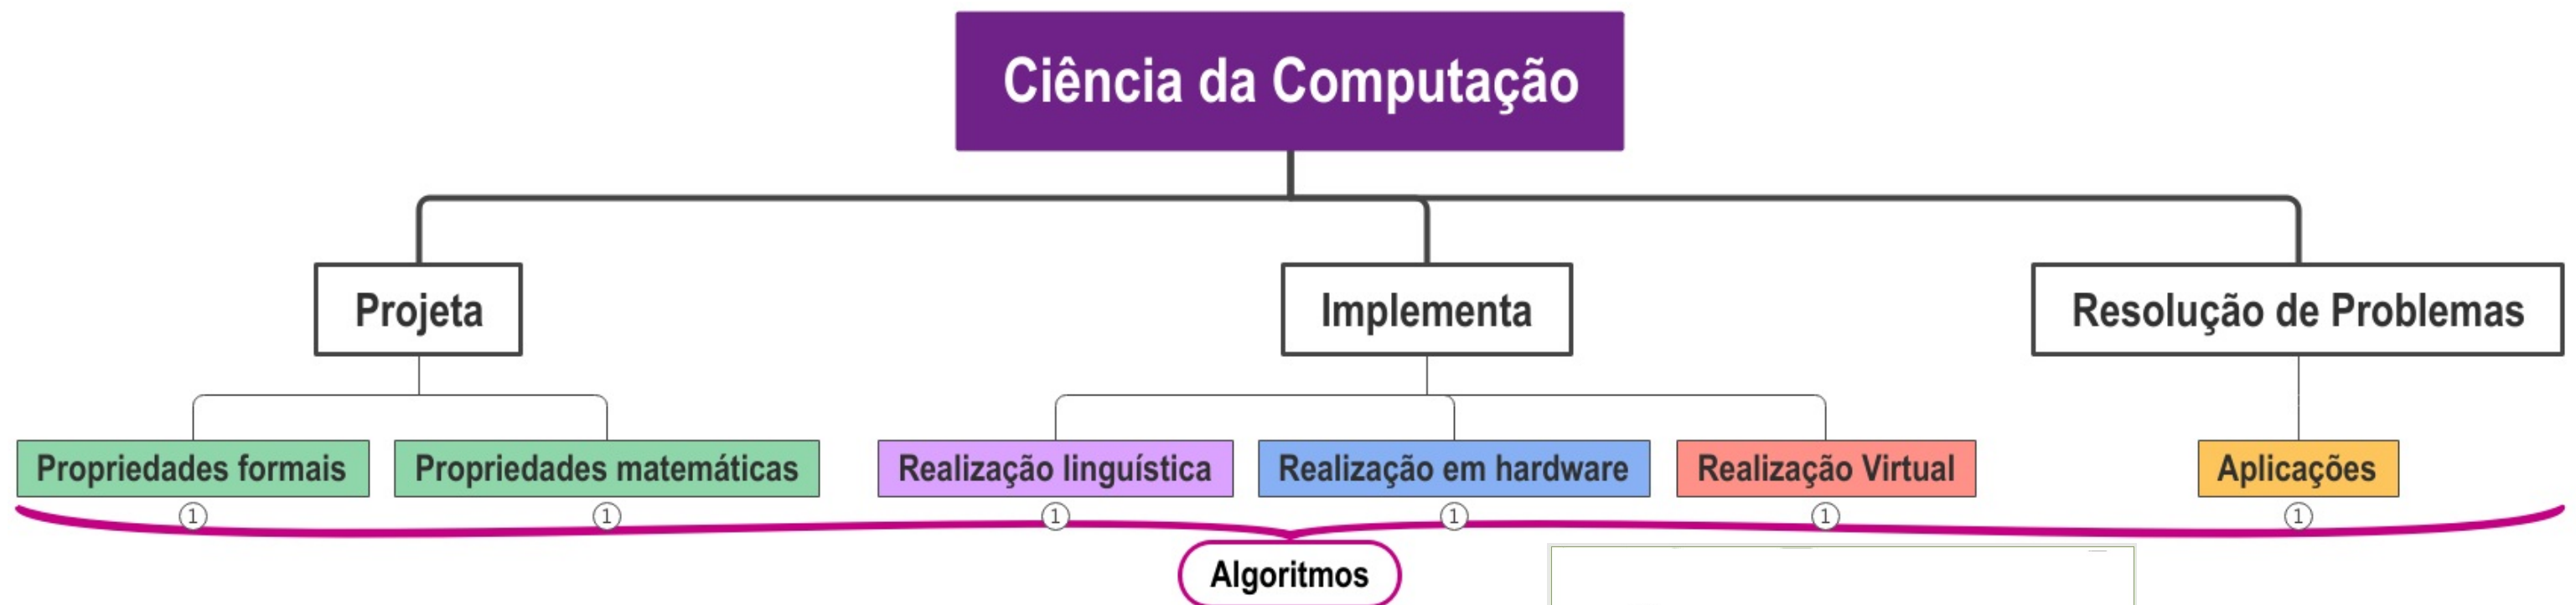 Ciência da Computação
Projeta
Implementa
Resolução de Problemas
Propriedades formais
Propriedades matemáticas
Realização linguística
Realização em hardware
Realização Virtual
Aplicações
1
1
1
1
1
1
Algoritmos